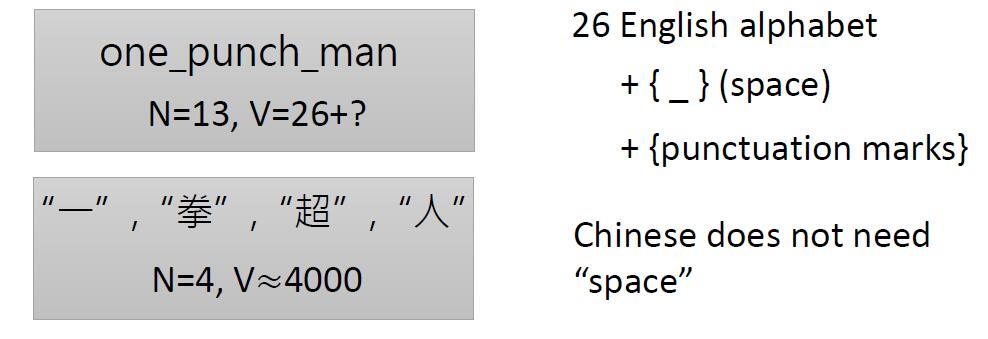 one_punch_man
N=13, V=26+?
“一” , “拳” , “超” , “人”
N=4, V≈4000
26 English alphabet
+ { _ } (space)
+ {punctuation marks}
Chinese does not need
“space”